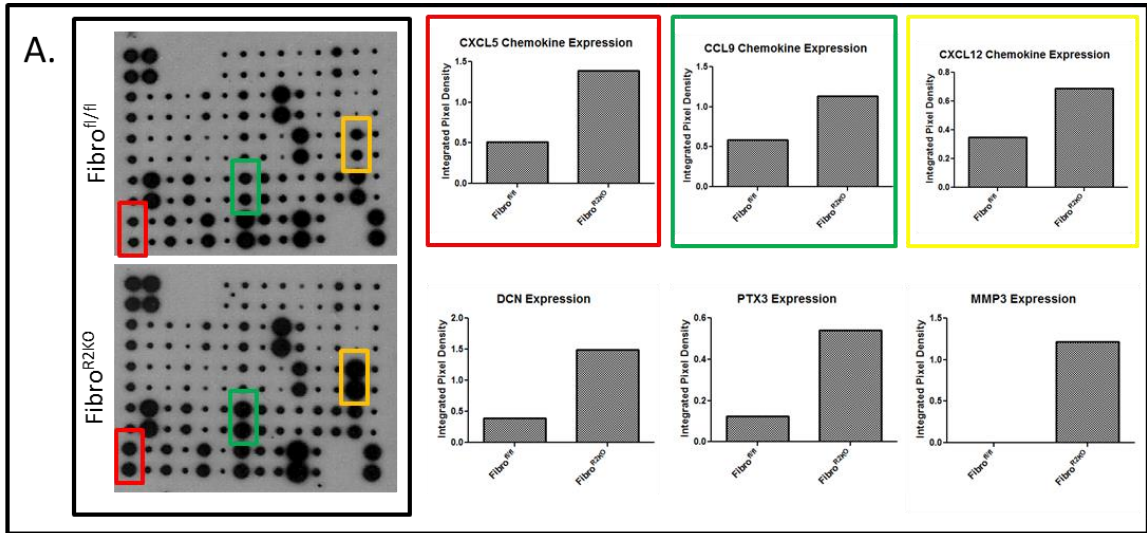 A.
Fibro^fl/fl
Fibro^R2KO
CXCL5 Chemokine Expression
Integrated Pixel Density
1.5
1.0
0.5
0.0
Fibro^fl/fl
Fibro^R2KO
CCL9 Chemokine Expression
Integrated Pixel Density
1.5
1.0
0.5
0.0
Fibro^fl/fl
Fibro^R2KO
CXCL12 Chemokine Expression
Integrated Pixel Density
0.8
0.6
0.4
0.2
0.0
Fibro^fl/fl
Fibro^R2KO
DCN Expression
Integrated Pixel Density
2.0
1.5
1.0
0.5
0.0
Fibro^fl/fl
Fibro^R2KO
PTX3 Expression
Integrated Pixel Density
0.6
0.4
0.2
0.0
Fibro^fl/fl
Fibro^R2KO
MMP3 Expression
Integrated Pixel Density
1.5
1.0
0.5
0.0
Fibro^fl/fl
Fibro^R2KO